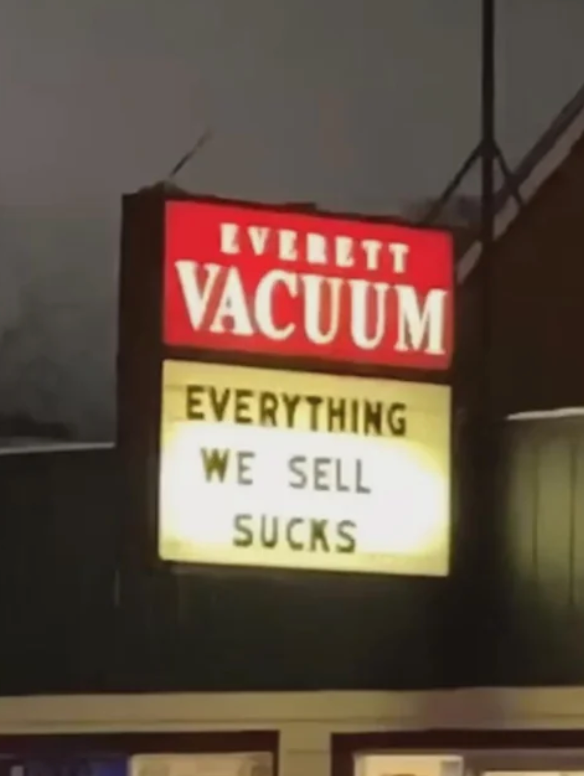 EVERETT
VACUUM
EVERYTHING
WE SELL
SUCKS